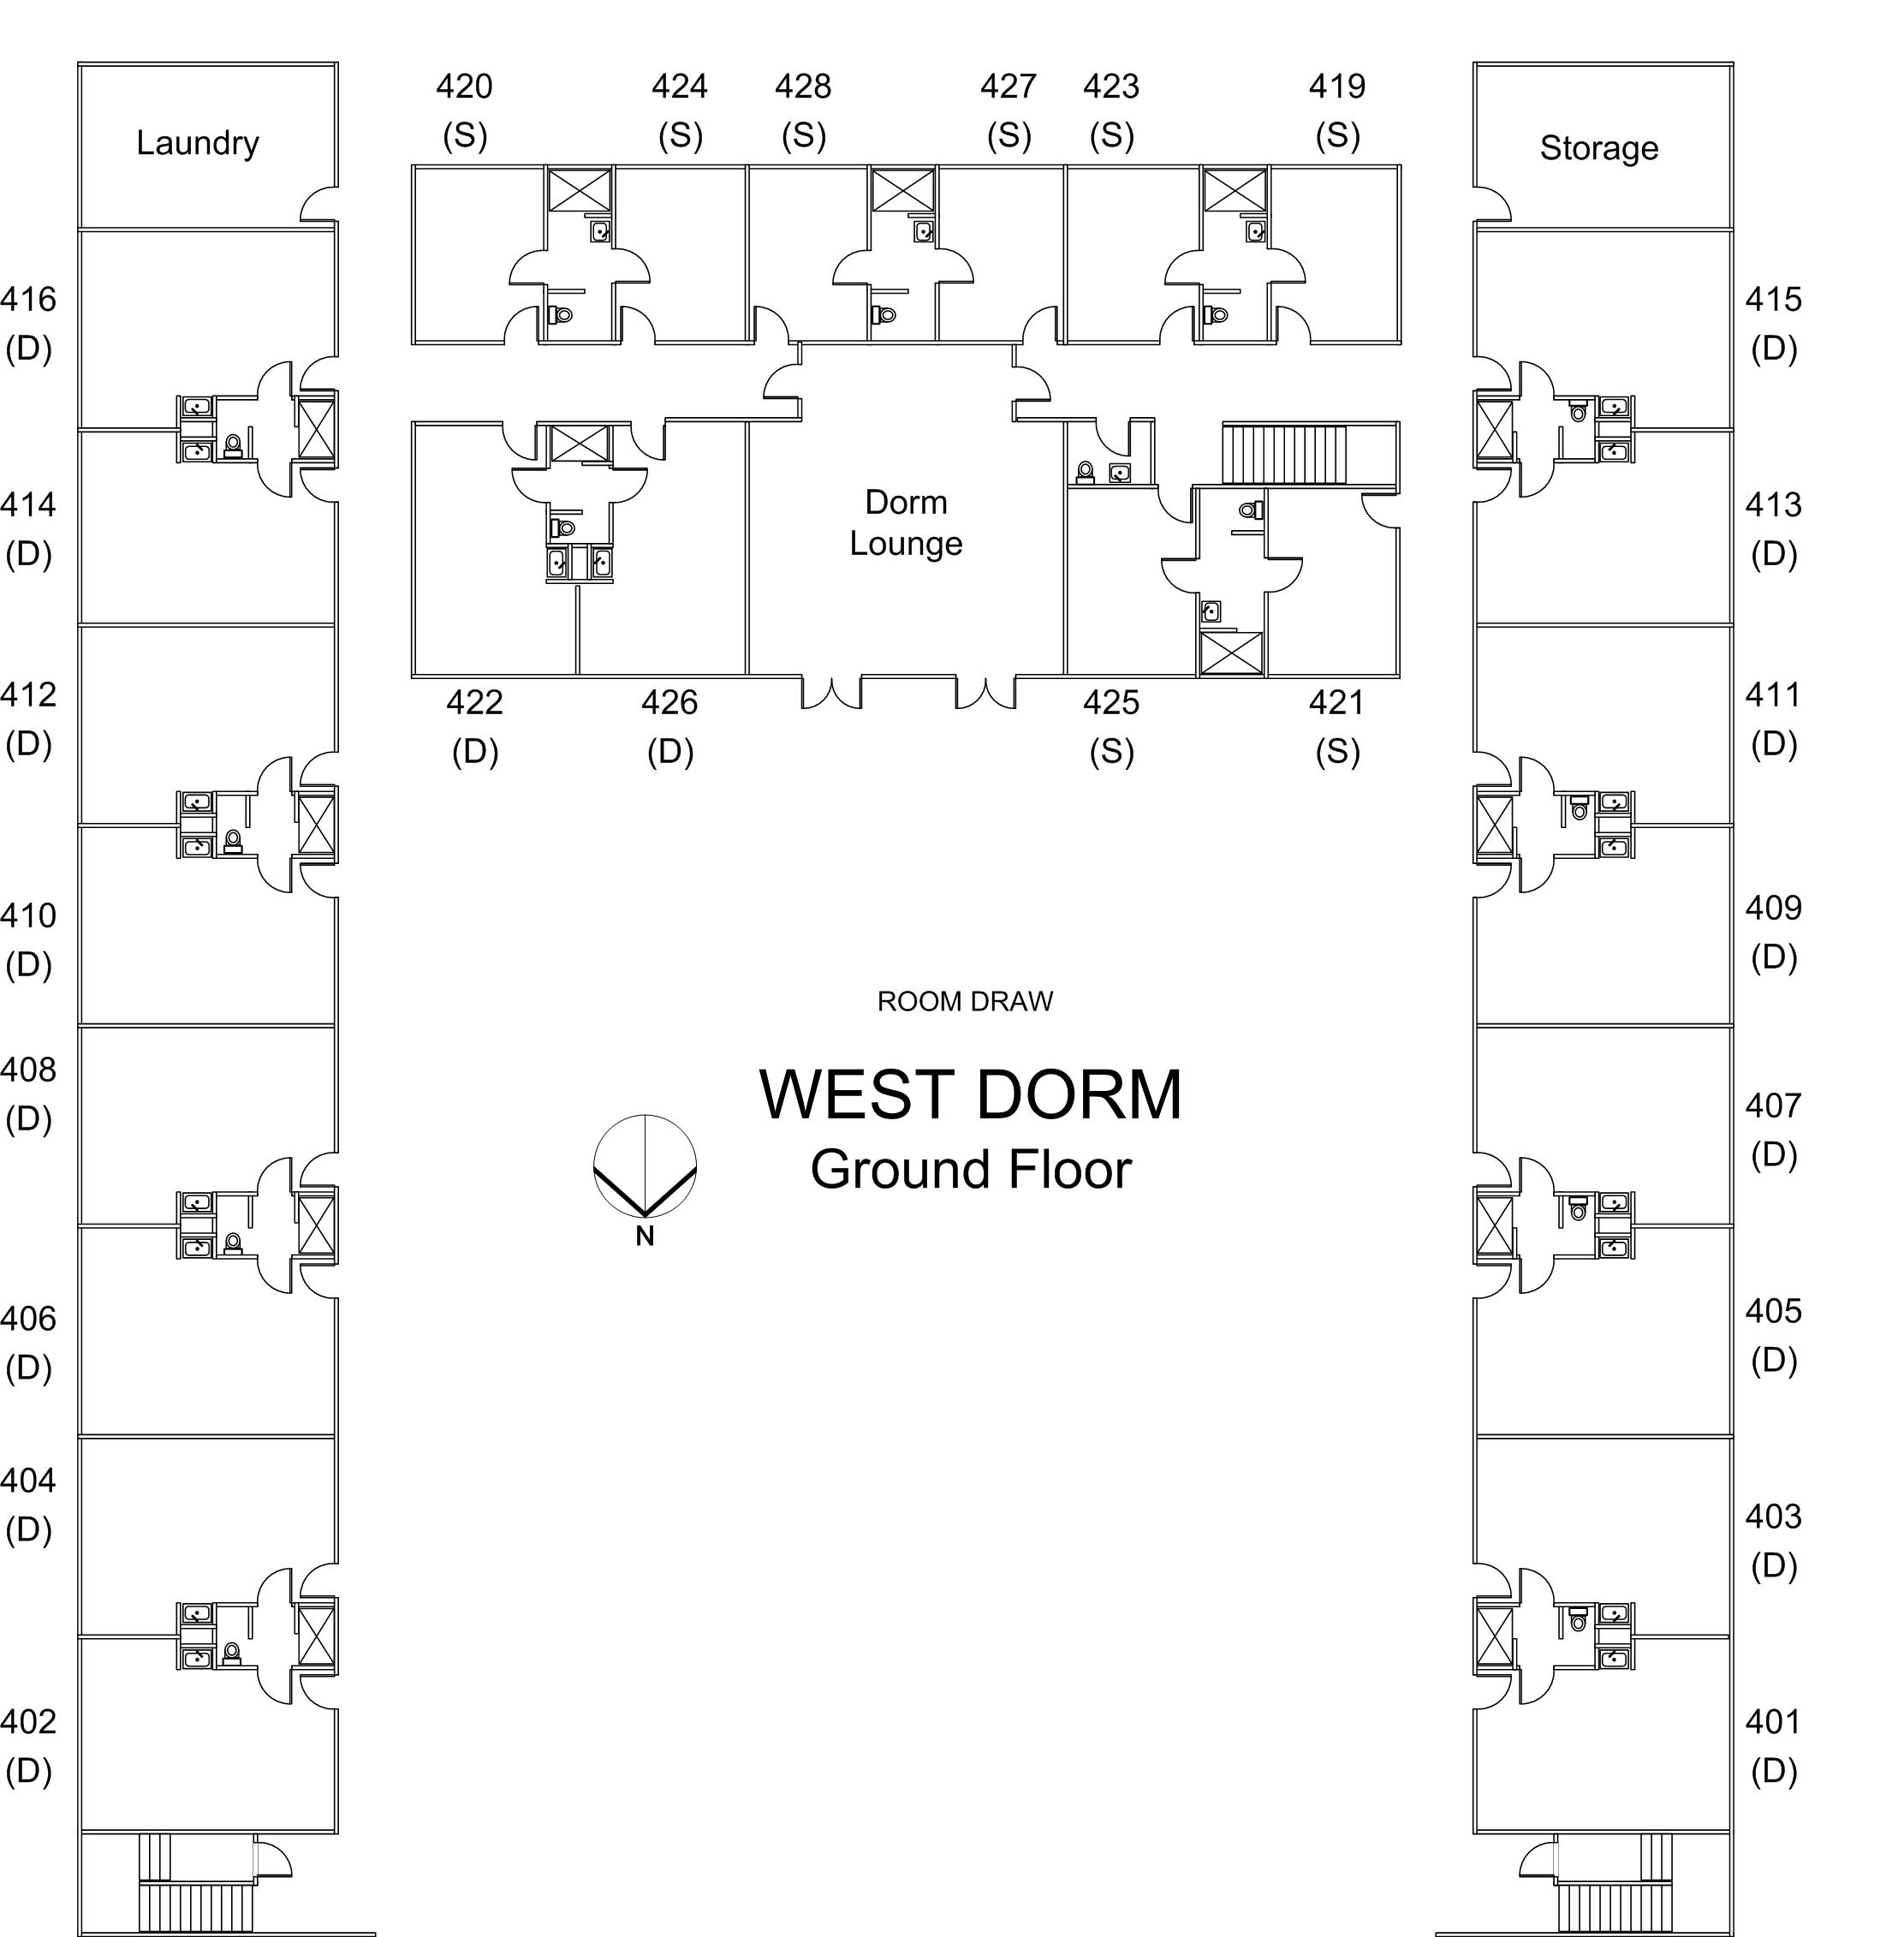 420 424 428 427 423 419
(S) (S) (S) (S) (S) (S)
Laundry
Storage
416
(D)
415
(D)
414
(D)
Dorm
Lounge
413
(D)
412
(D)
422 426 425 421
(D) (D) (S) (S)
411
(D)
410
(D)
409
(D)
ROOM DRAW
WEST DORM
Ground Floor
N
408
(D)
407
(D)
406
(D)
405
(D)
404
(D)
403
(D)
402
(D)
401
(D)